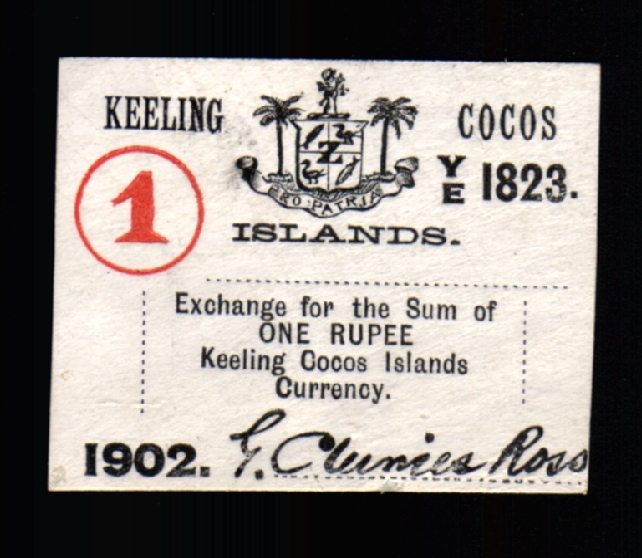 KEELING COCOS
1
Z
PRO PATRIA
YE 1823.
ISLANDS.
Exchange for the Sum of
ONE RUPEE
Keeling Cocos Islands
Currency.
1902. G. Clunies Ross